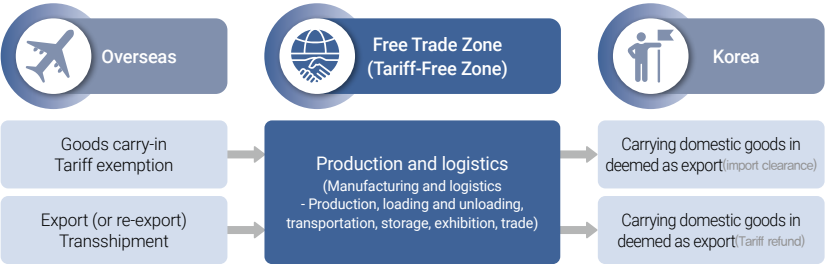 Overseas
Free Trade Zone
(Tariff-Free Zone)
Korea
Goods carry-in
Tariff exemption
Export (or re-export)
Transshipment
Production and logistics
(Manufacturing and logistics
- Production, loading and unloading,
transportation, storage, exhibition, trade)
Carrying domestic goods in
deemed as export(import clearance)
Carrying domestic goods in
deemed as export(Tariff refund)